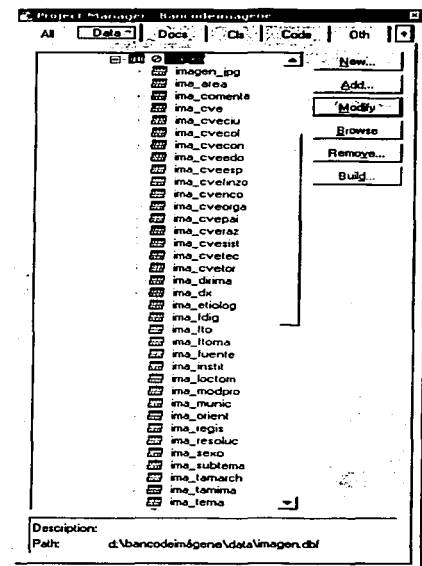 Project Manager - Bancodeimagene
All Data Docs Cls Code Oth
New...
Add...
Modify
Browse
Remove...
Build...
imagen_jpg
ima_area
ima_comenta
ima_cve
ima_cveciu
ima_cvecol
ima_cvecon
ima_cveedo
ima_cveesp
ima_cvelinzo
ima_cvenco
ima_cveorga
ima_cvepai
ima_cveraz
ima_cvesist
ima_cvetec
ima_cvetor
ima_dxima
ima_dx
ima_etiolog
ima_fdig
ima_fto
ima_ftoma
ima_fuente
ima_instit
ima_loctom
ima_modpro
ima_munic
ima_orient
ima_regis
ima_resoluc
ima_sexo
ima_subtema
ima_tamarch
ima_tamima
ima_tema
Description:
Path: d:\bancodeimágene\data\imagen.dbf